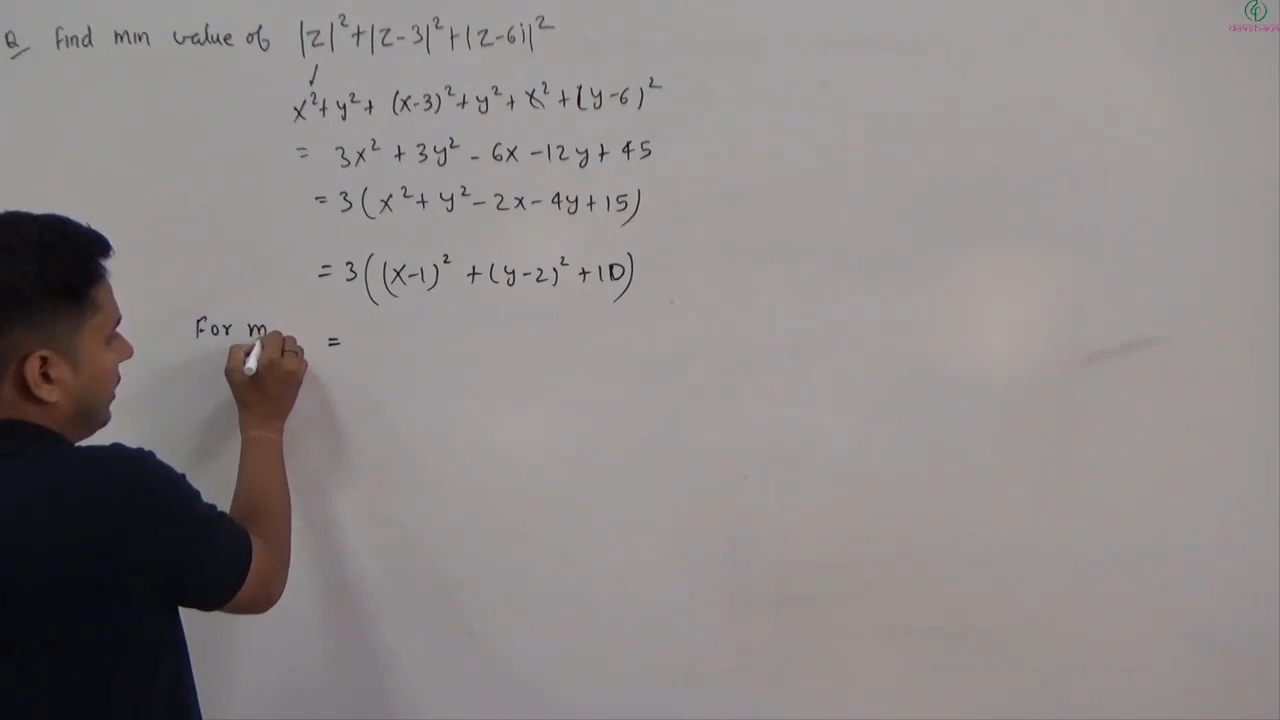 Q Find min value of |z|²+|z-3|²+|z-6i|²
x²+y²+ (x-3)²+y²+x²+(y-6)²
= 3x² + 3y² - 6x - 12y + 45
= 3(x²+y²-2x-4y+15)
= 3((x-1)² +(y-2)² +10)
For m =